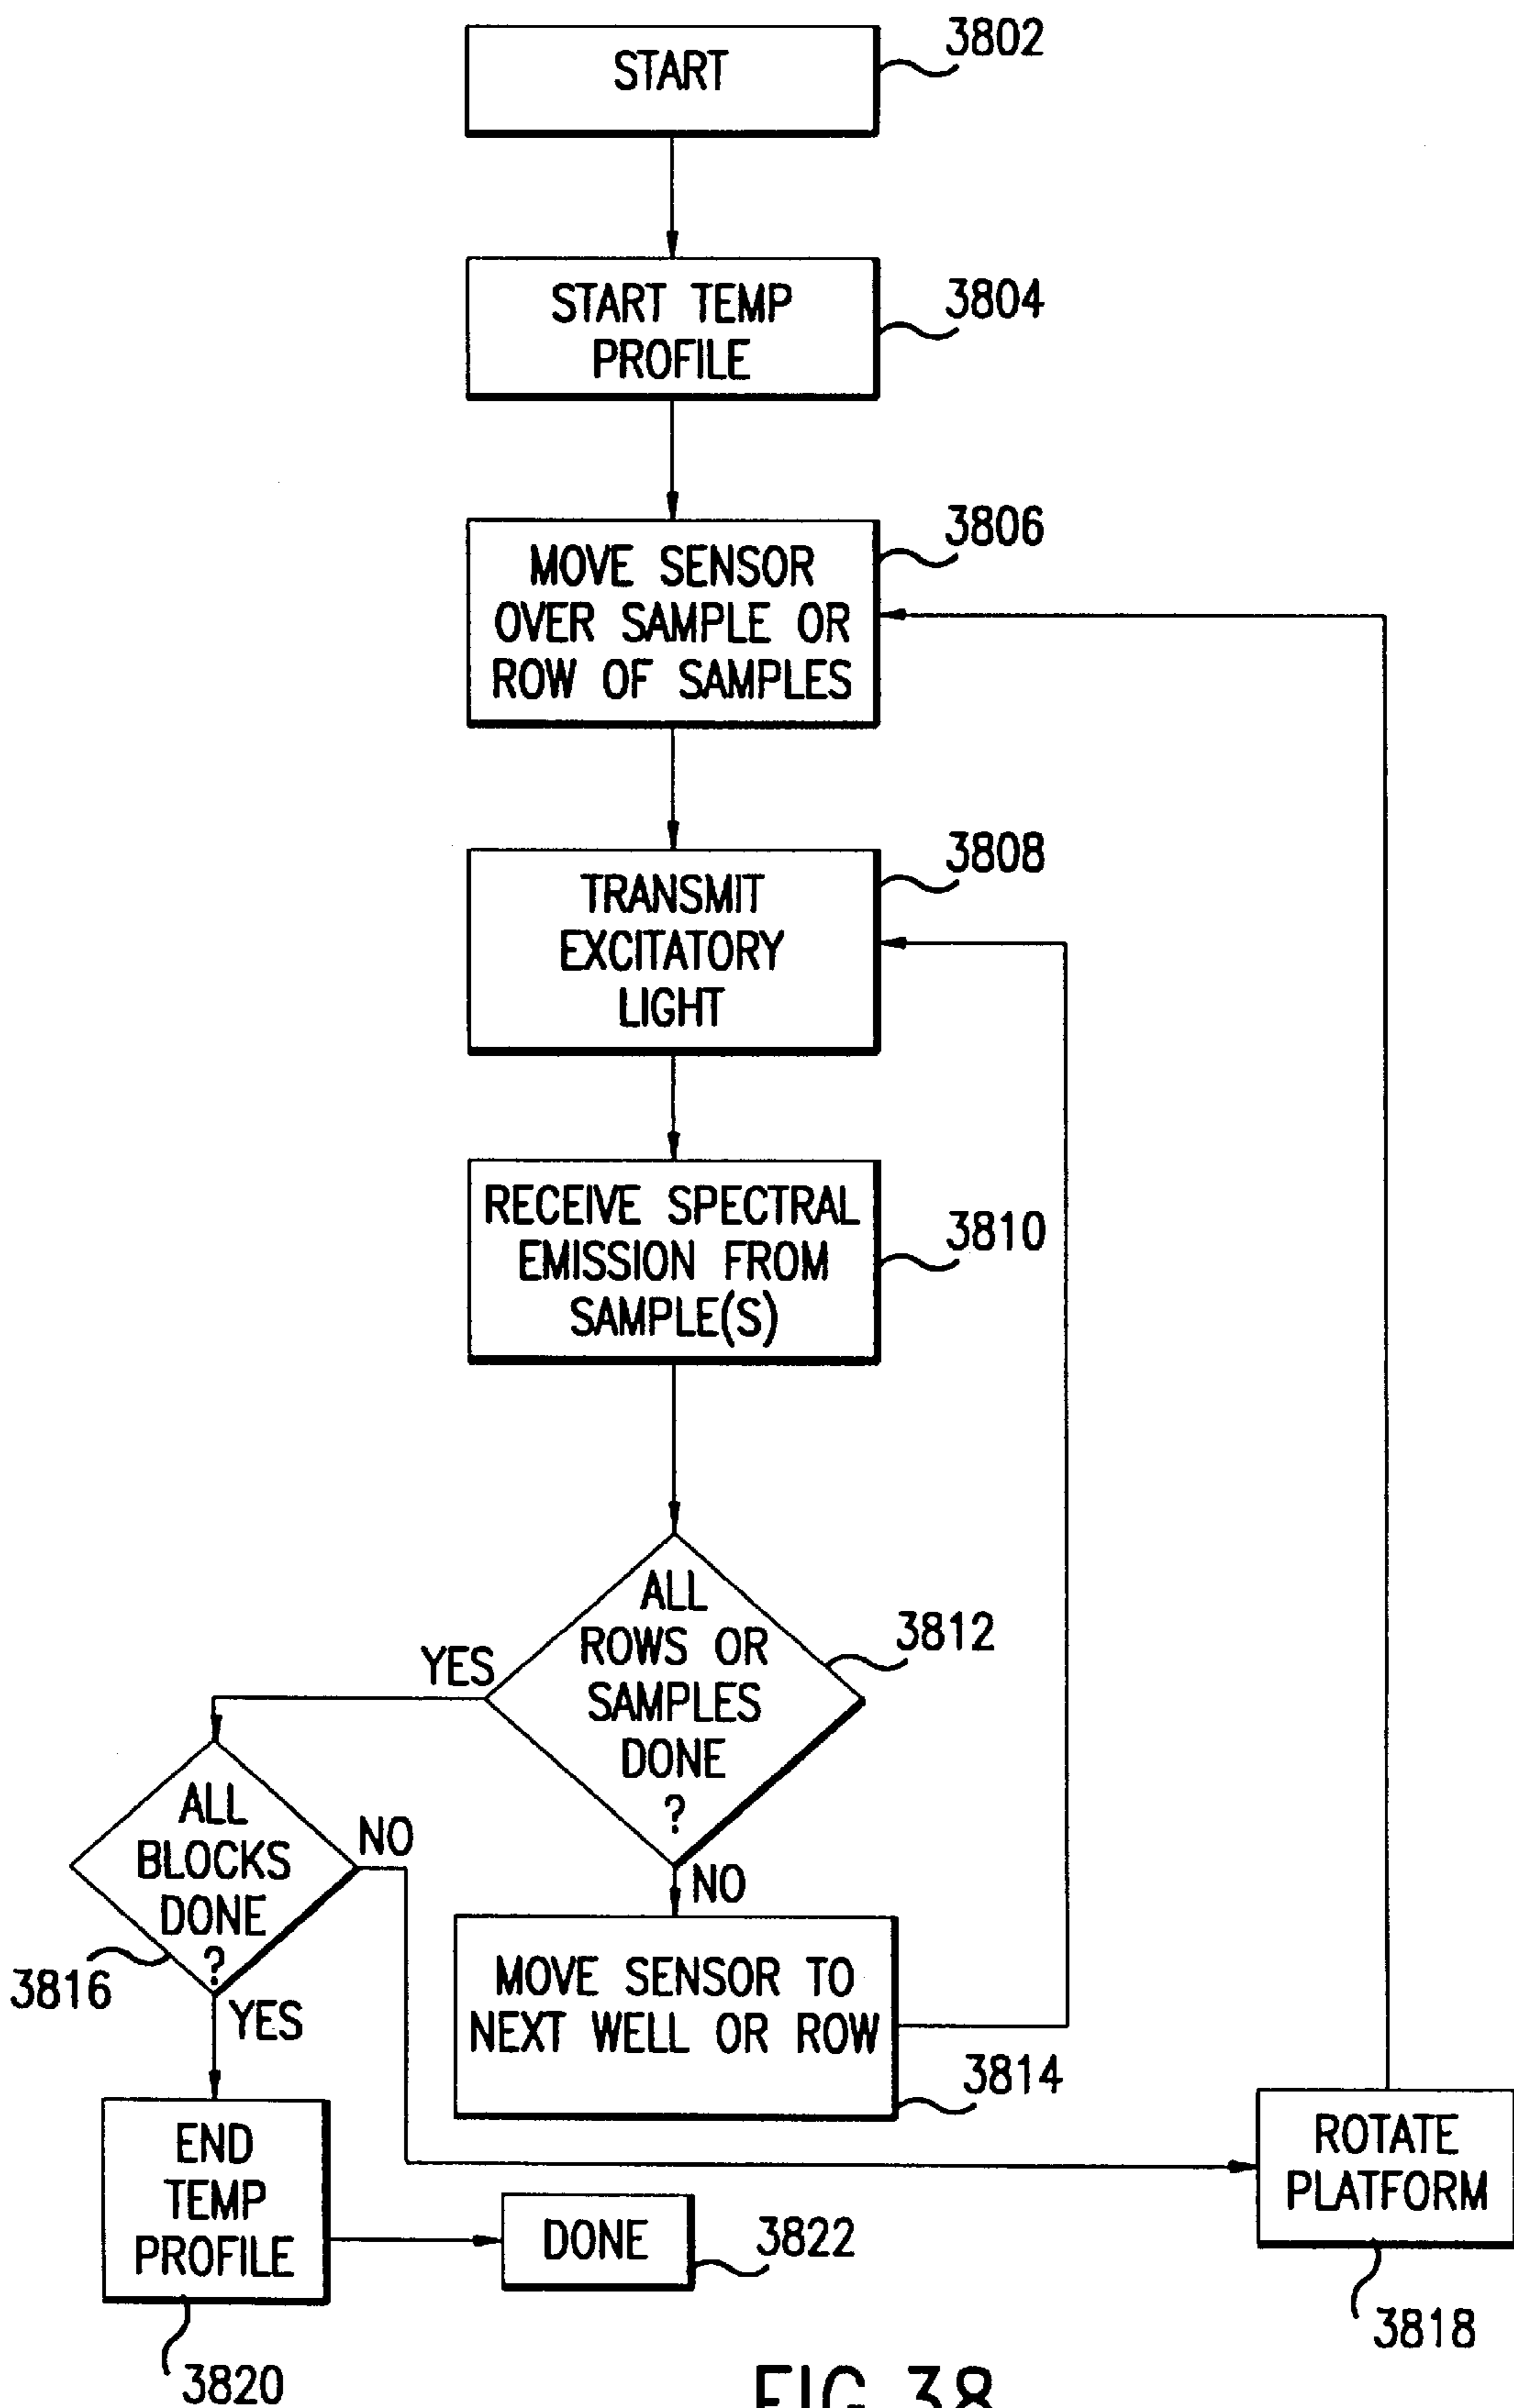 START
3802
START TEMP
PROFILE
3804
MOVE SENSOR
OVER SAMPLE OR
ROW OF SAMPLES
3806
TRANSMIT
EXCITATORY
LIGHT
3808
RECEIVE SPECTRAL
EMISSION FROM
SAMPLE(S)
3810
ALL
ROWS OR
SAMPLES
DONE
?
3812
YES
NO
ALL
BLOCKS
DONE
?
3816
NO
YES
MOVE SENSOR TO
NEXT WELL OR ROW
3814
END
TEMP
PROFILE
3820
DONE
3822
ROTATE
PLATFORM
3818
FIG.38